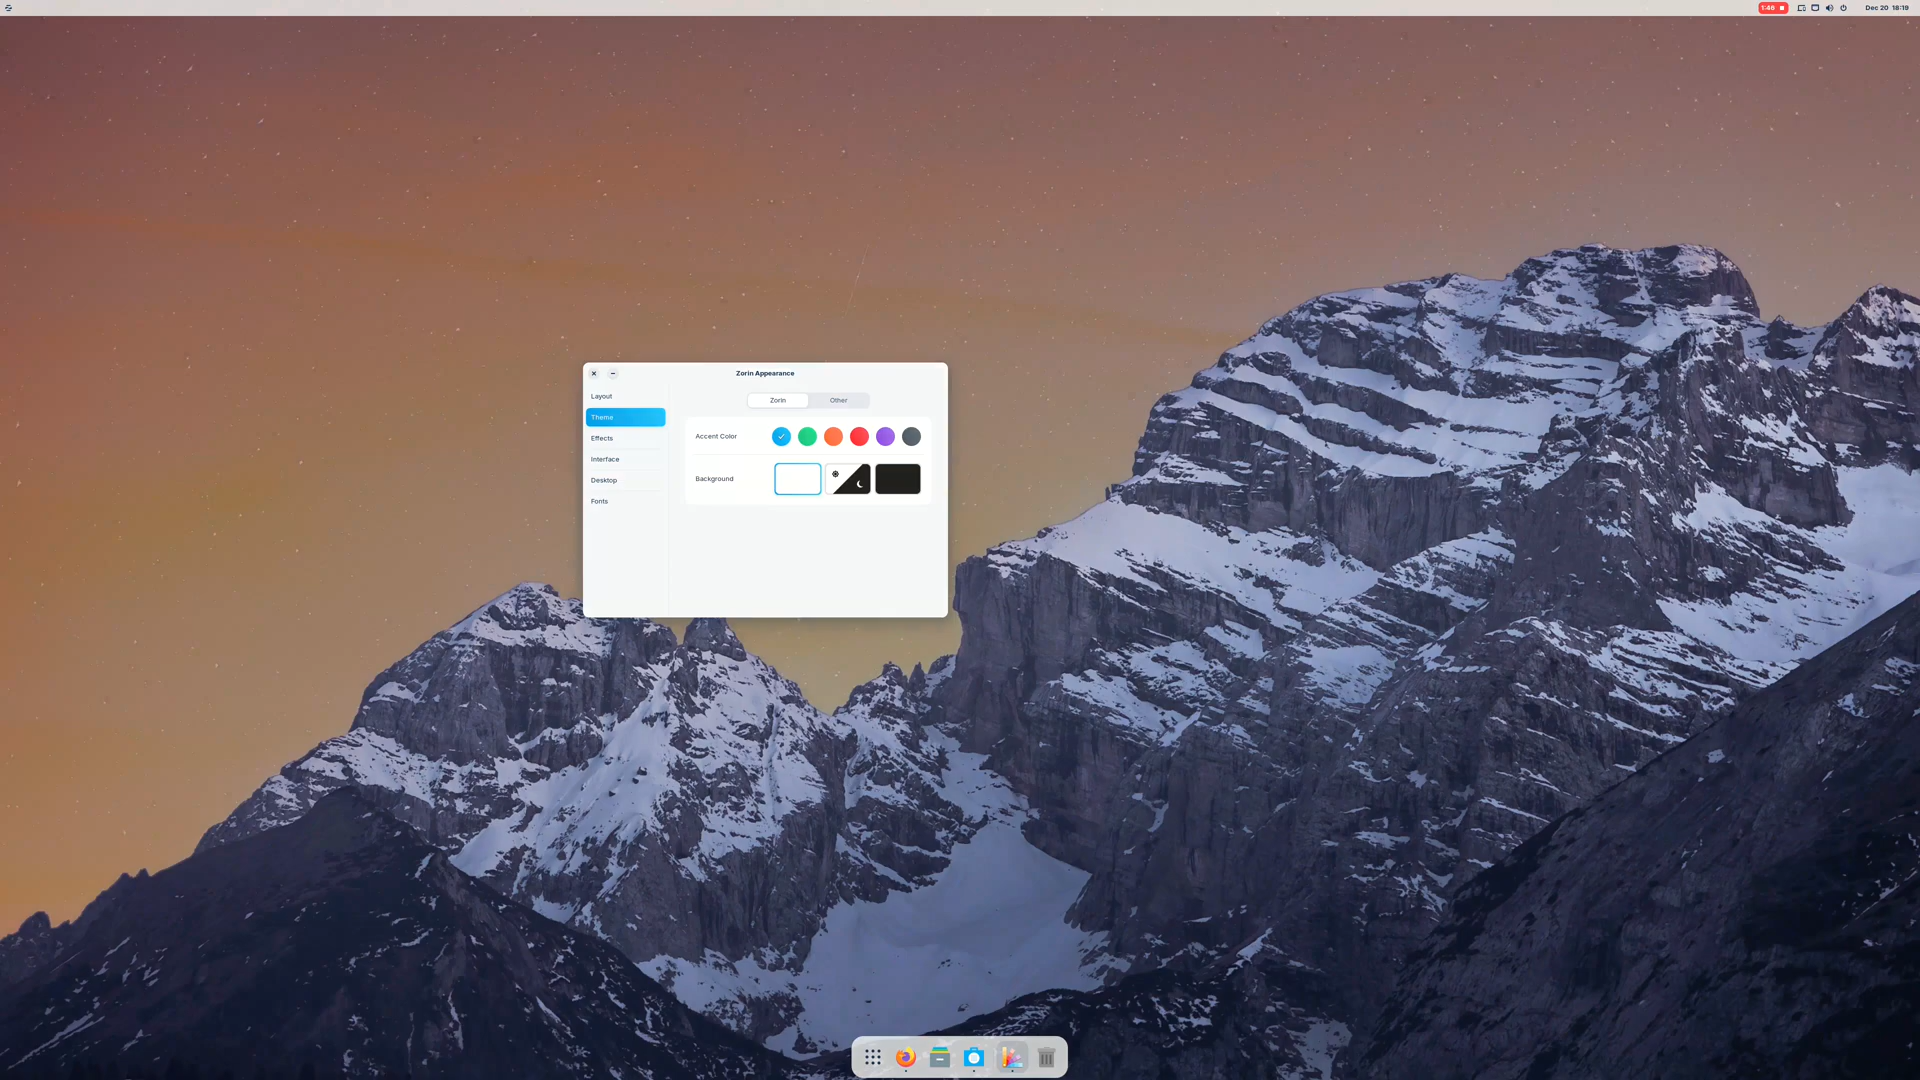 1:46
Dec 20 18:19
Zorin Appearance
Layout
Theme
Effects
Interface
Desktop
Fonts
Zorin
Other
Accent Color
Background